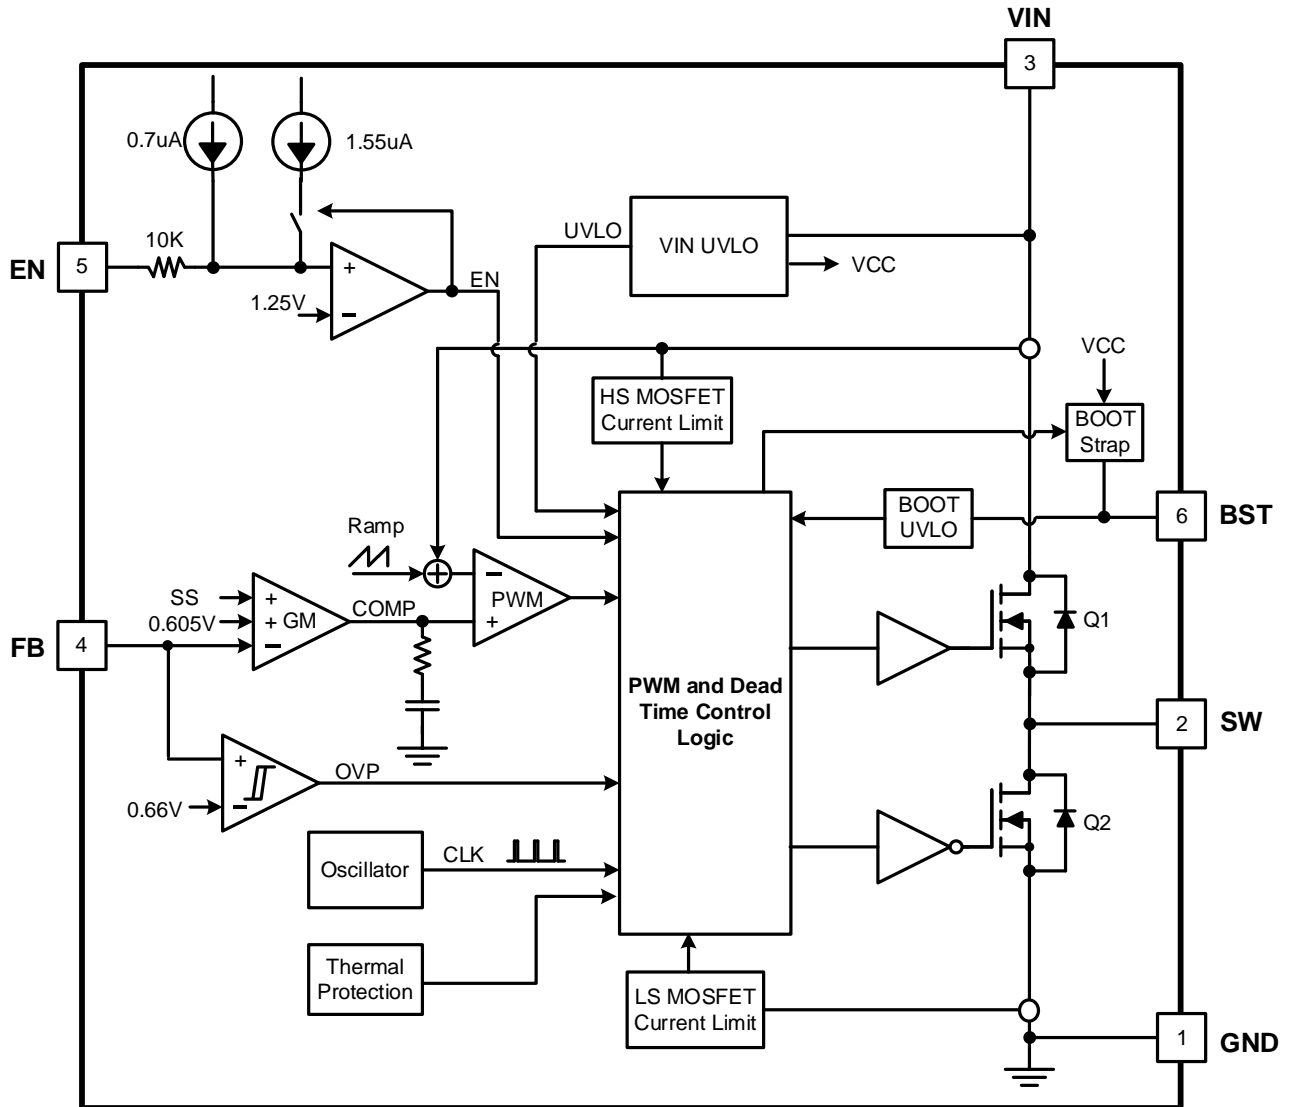 VIN
3
0.7uA
1.55uA
UVLO
VIN UVLO
VCC
10K
EN
5
+
EN
1.25V
−
VCC
HS MOSFET
Current Limit
BOOT
Strap
BOOT
UVLO
6
BST
Ramp
+
−
PWM
+
SS
0.605V
+
+
−
GM
COMP
FB
4
Q1
PWM and Dead
Time Control
Logic
2
SW
+
−
OVP
0.66V
Q2
Oscillator
CLK
Thermal
Protection
LS MOSFET
Current Limit
1
GND